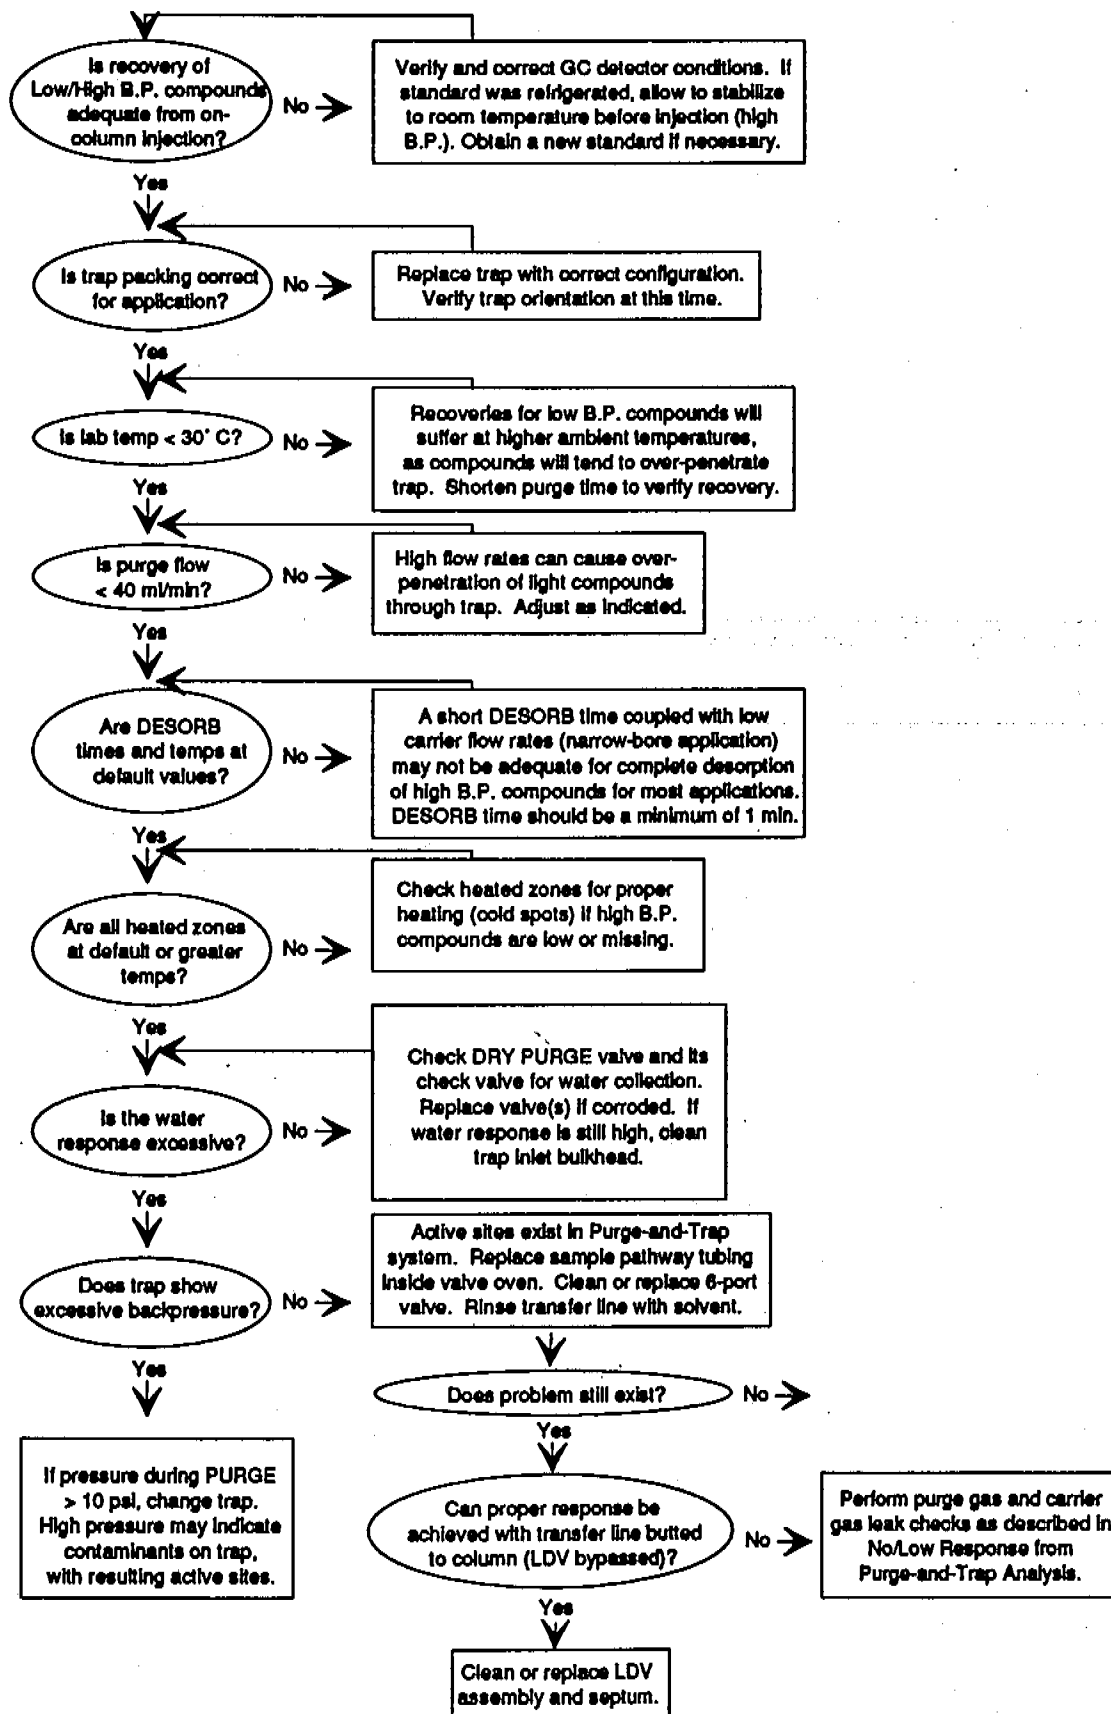 Is recovery of
Low/High B.P. compounds
adequate from on-
column injection?
No
Verify and correct GC detector conditions. If
standard was refrigerated, allow to stabilize
to room temperature before injection (high
B.P.). Obtain a new standard if necessary.
Yes
Is trap packing correct
for application?
No
Replace trap with correct configuration.
Verify trap orientation at this time.
Yes
Is lab temp < 30° C?
No
Recoveries for low B.P. compounds will
suffer at higher ambient temperatures,
as compounds will tend to over-penetrate
trap. Shorten purge time to verify recovery.
Yes
Is purge flow
< 40 ml/min?
No
High flow rates can cause over-
penetration of light compounds
through trap. Adjust as indicated.
Yes
Are DESORB
times and temps at
default values?
No
A short DESORB time coupled with low
carrier flow rates (narrow-bore application)
may not be adequate for complete desorption
of high B.P. compounds for most applications.
DESORB time should be a minimum of 1 min.
Yes
Are all heated zones
at default or greater
temps?
No
Check heated zones for proper
heating (cold spots) if high B.P.
compounds are low or missing.
Yes
Is the water
response excessive?
No
Check DRY PURGE valve and its
check valve for water collection.
Replace valve(s) if corroded. If
water response is still high, clean
trap inlet bulkhead.
Yes
Does trap show
excessive backpressure?
No
Active sites exist in Purge-and-Trap
system. Replace sample pathway tubing
inside valve oven. Clean or replace 6-port
valve. Rinse transfer line with solvent.
Yes
If pressure during PURGE
> 10 psi, change trap.
High pressure may indicate
contaminants on trap,
with resulting active sites.
Does problem still exist?
No
Yes
Can proper response be
achieved with transfer line butted
to column (LDV bypassed)?
No
Perform purge gas and carrier
gas leak checks as described in
No/Low Response from
Purge-and-Trap Analysis.
Yes
Clean or replace LDV
assembly and septum.